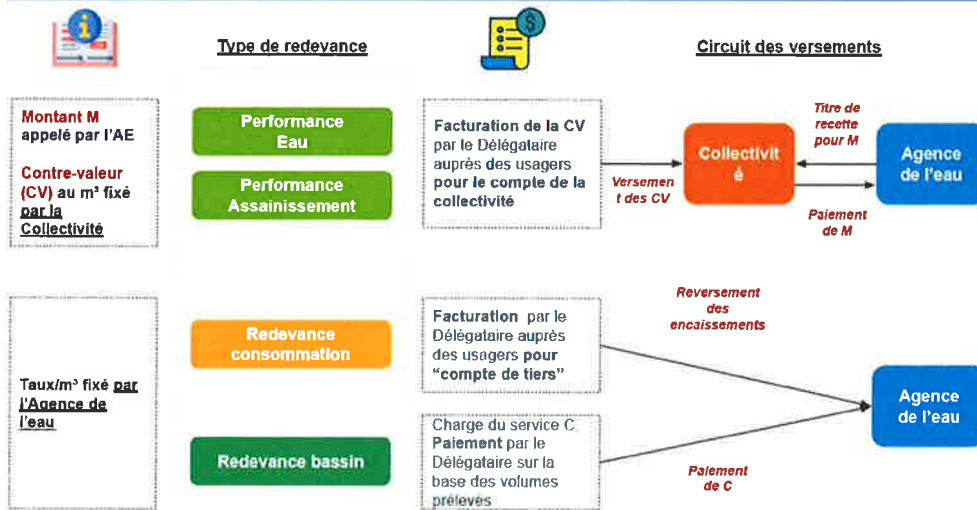 Type de redevance
Circuit des versements
Montant M
appelé par l'AE
Contre-valeur
(CV) au m³ fixé
par la
Collectivité
Performance
Eau
Performance
Assainissement
Facturation de la CV
par le Délégataire
auprès des usagers
pour le compte de la
collectivité
Versemen
t des CV
Collectivit
é
Titre de
recette
pour M
Paiement
de M
Agence
de l'eau
Taux/m³ fixé par
l'Agence de
l'eau
Redevance
consommation
Redevance bassin
Facturation par le
Délégataire auprès
des usagers pour
"compte de tiers"
Charge du service C
Paiement par le
Délégataire sur la
base des volumes
prélevés
Reversement
des
encaissements
Paiement
de C
Agence
de l'eau